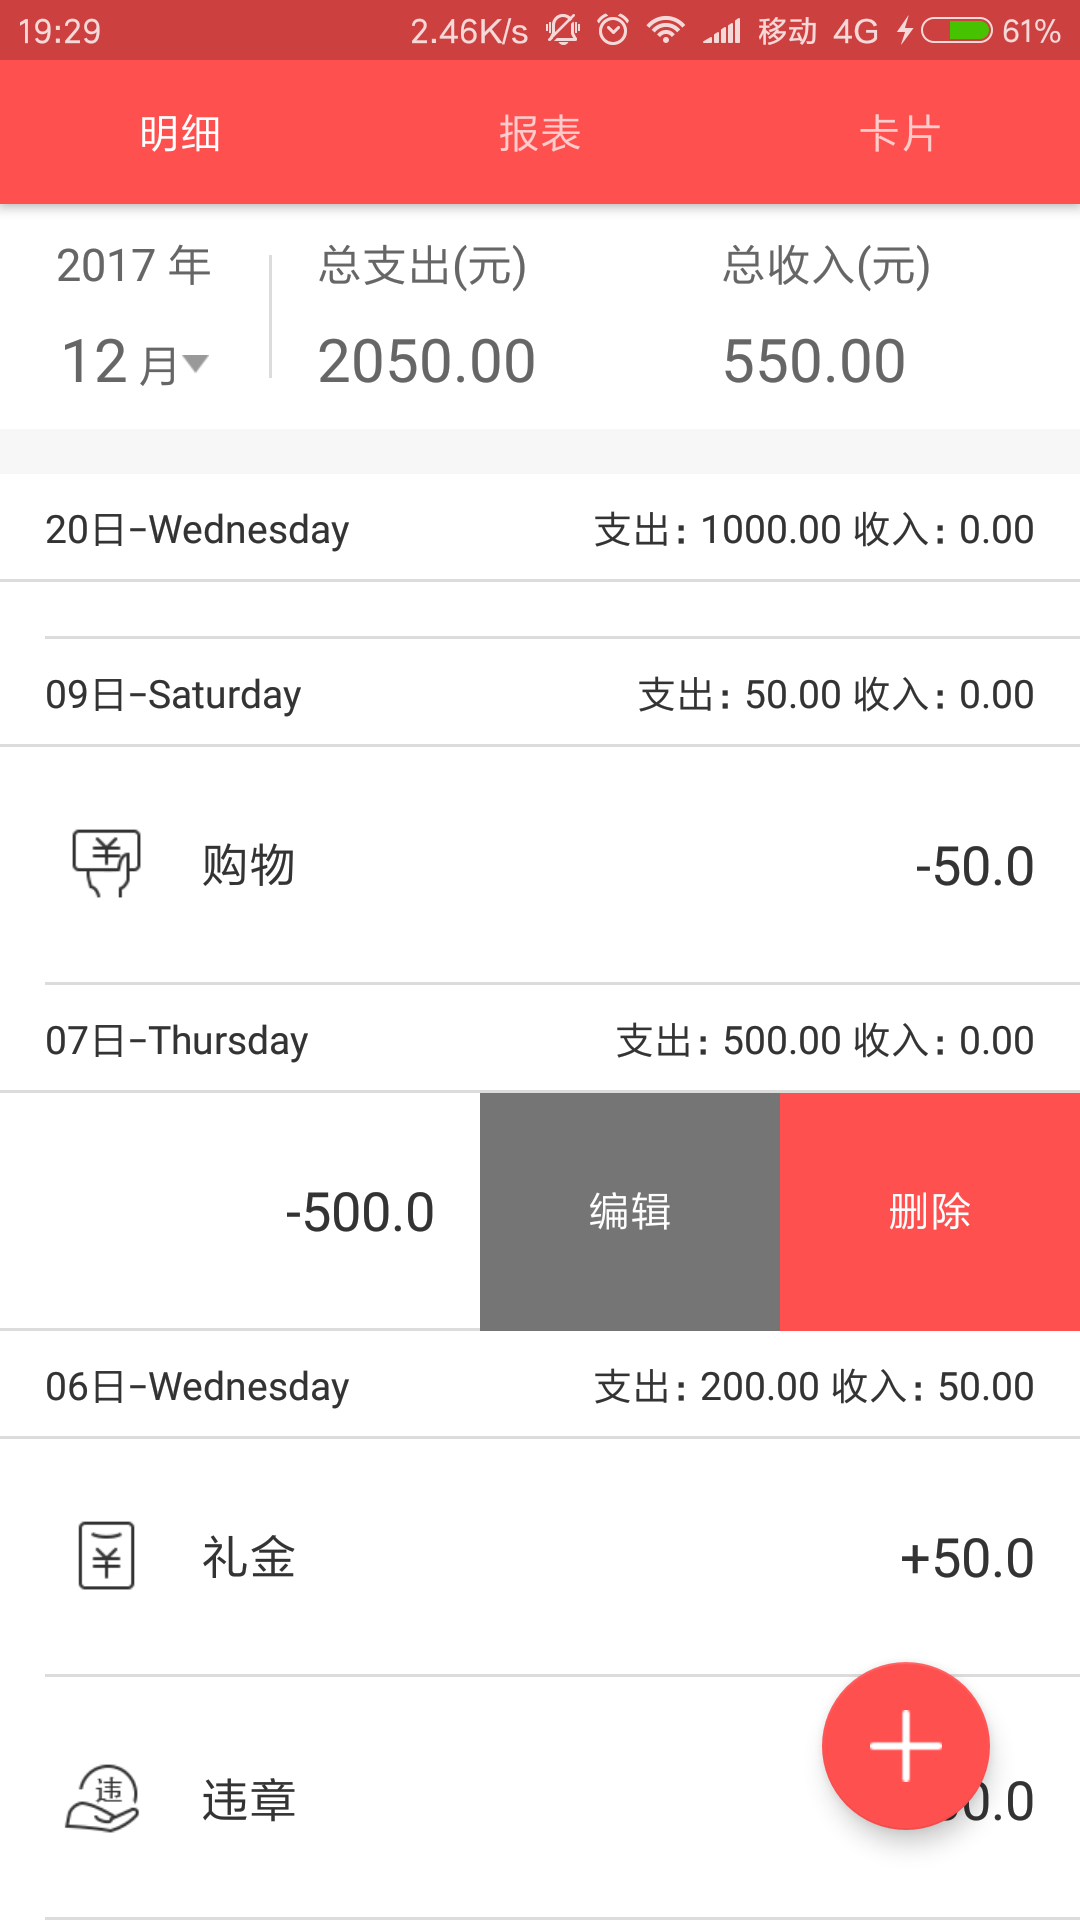 19:29 2.46K/s 移动 4G 61%
明细 报表 卡片
2017 年 总支出(元) 总收入(元)
12 月 2050.00 550.00
20日-Wednesday 支出: 1000.00 收入: 0.00
09日-Saturday 支出: 50.00 收入: 0.00
购物 -50.0
07日-Thursday 支出: 500.00 收入: 0.00
-500.0 编辑 删除
06日-Wednesday 支出: 200.00 收入: 50.00
礼金 +50.0
违 违章 0.0